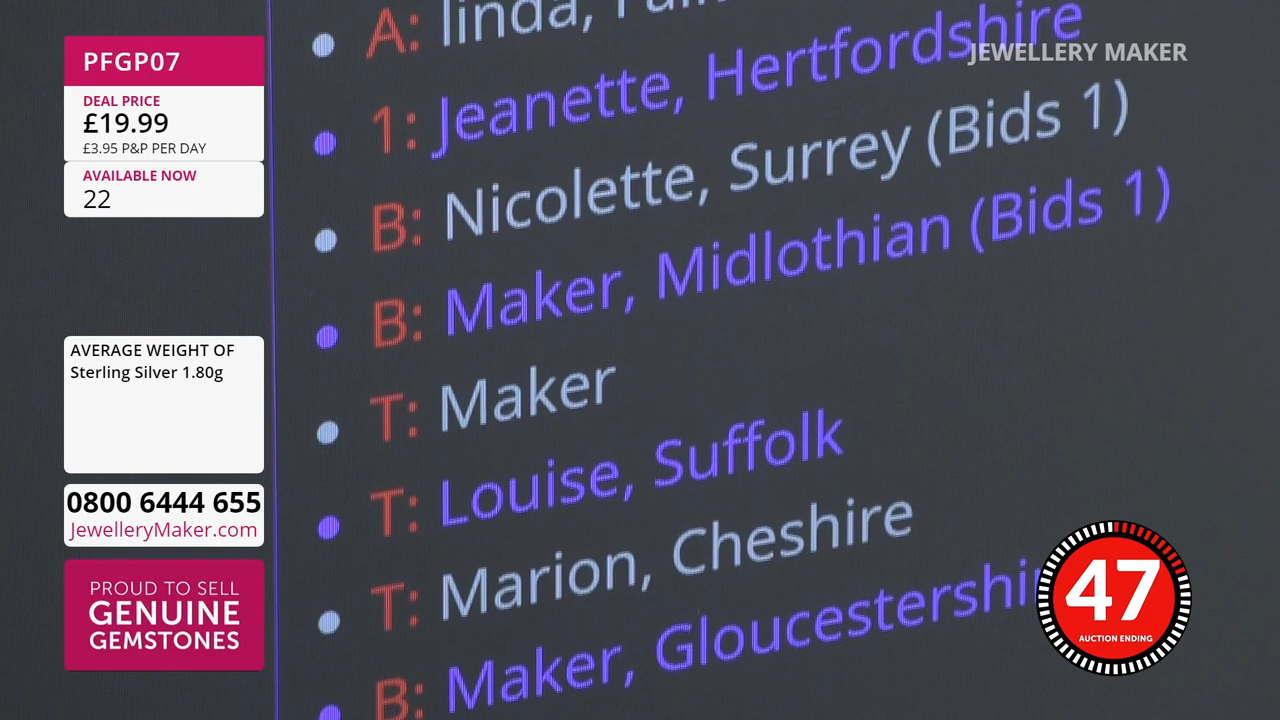 PFGP07
DEAL PRICE
£19.99
£3.95 P&P PER DAY
AVAILABLE NOW
22
AVERAGE WEIGHT OF
Sterling Silver 1.80g
0800 6444 655
JewelleryMaker.com
PROUD TO SELL
GENUINE
GEMSTONES
JEWELLERY MAKER
A: linda,
1: Jeanette, Hertfordshire
B: Nicolette, Surrey (Bids 1)
B: Maker, Midlothian (Bids 1)
T: Maker
T: Louise, Suffolk
T: Marion, Cheshire
B: Maker,
47
AUCTION ENDING